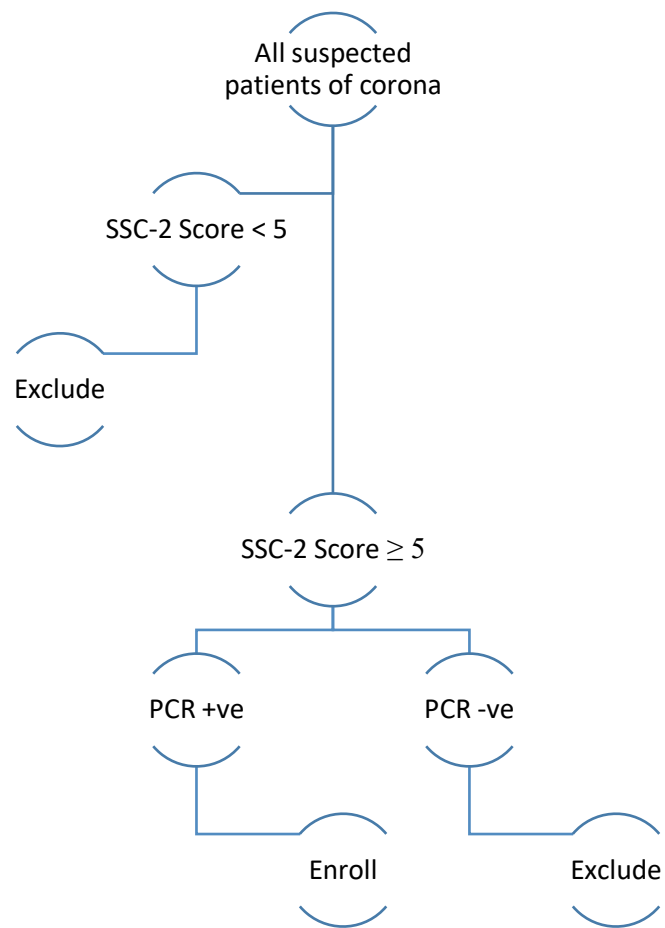 All suspected
patients of corona
SSC-2 Score < 5
Exclude
SSC-2 Score ≥ 5
PCR +ve
PCR -ve
Enroll
Exclude